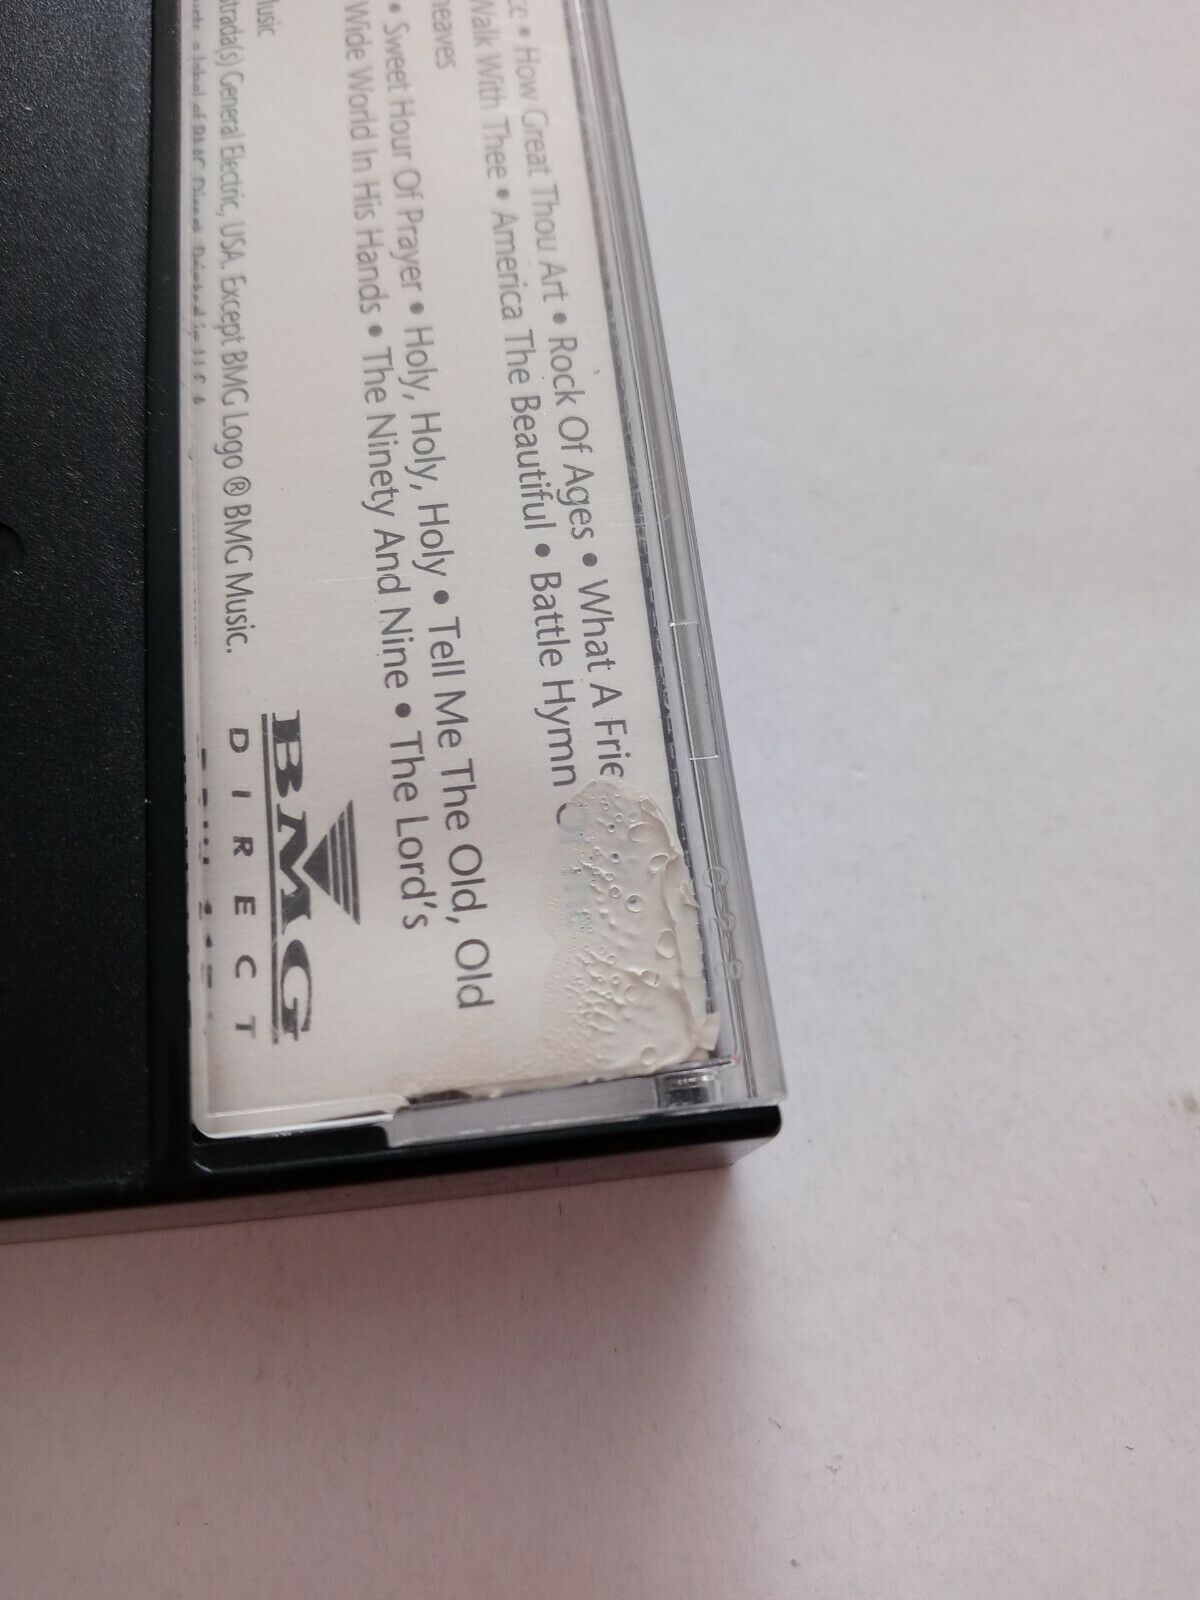 • How Great Thou Art • Rock Of Ages • What A Frie
Walk With Thee • America The Beautiful • Battle Hymn O
heaves
• Sweet Hour Of Prayer • Holy, Holy, Holy • Tell Me The Old, Old
Wide World In His Hands • The Ninety And Nine • The Lord's
Music
strada(s) General Electric, USA. Except BMG Logo ® BMG Music.
BMG
DIRECT